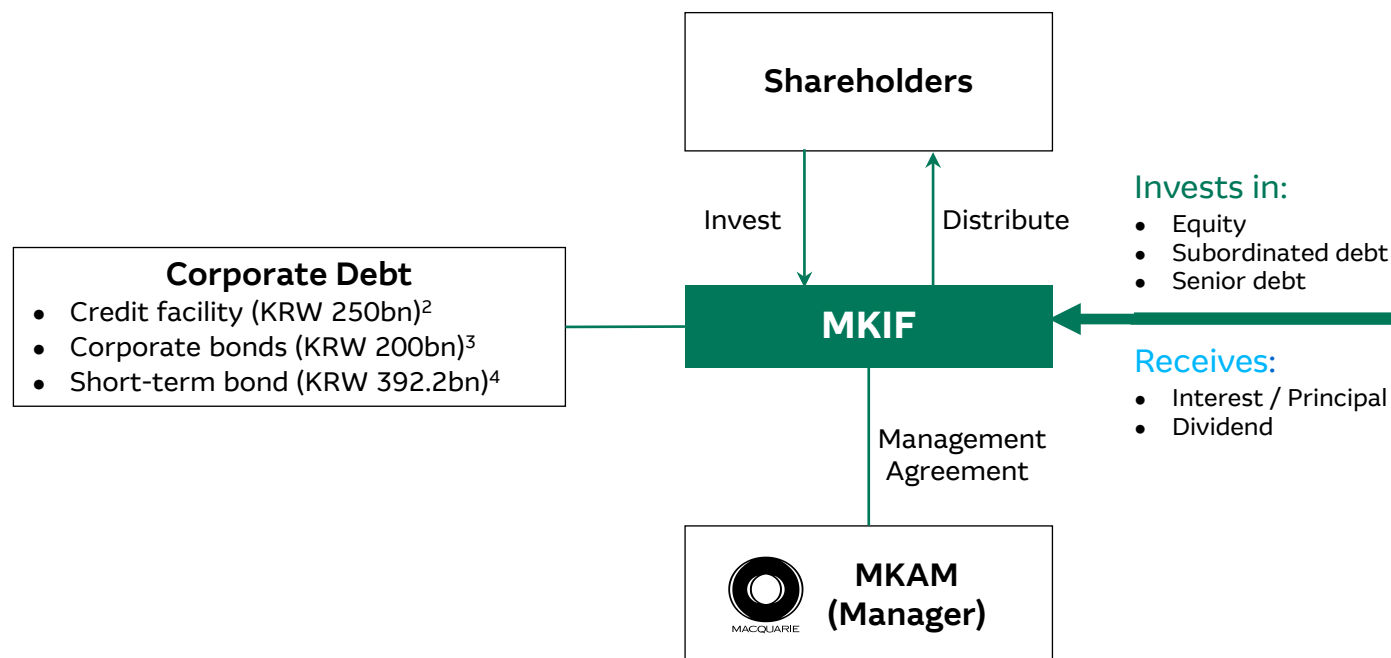 Shareholders
Invest
Distribute
Invests in:
• Equity
• Subordinated debt
• Senior debt
Corporate Debt
• Credit facility (KRW 250bn)2
• Corporate bonds (KRW 200bn)3
• Short-term bond (KRW 392.2bn)4
MKIF
Receives:
• Interest / Principal
• Dividend
Management
Agreement
MACQUARIE
MKAM
(Manager)